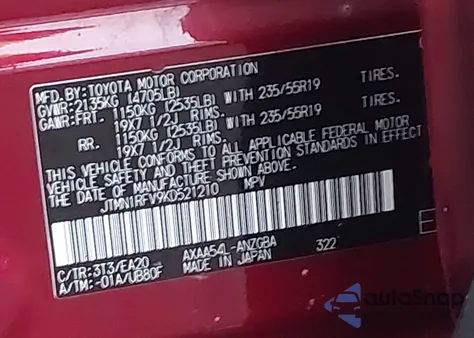 MFD. BY: TOYOTA MOTOR CORPORATION
GVWR: 2135KG (4705LB)
GAWR: FRT. 1150KG (2535LB) WITH 235/55R19 TIRES.
19X7 1/2J RIMS.
RR. 1150KG (2535LB) WITH 235/55R19 TIRES.
19X7 1/2J RIMS.
THIS VEHICLE CONFORMS TO ALL APPLICABLE FEDERAL MOTOR
VEHICLE SAFETY AND THEFT PREVENTION STANDARDS IN EFFECT ON
THE DATE OF MANUFACTURE SHOWN ABOVE.
JTMN1RFV9KD521210 MPV
C/TR: 3T3/EA20 AXAA54L-ANZGBA 322
A/TM: -01A/UB80F MADE IN JAPAN
autoSnap